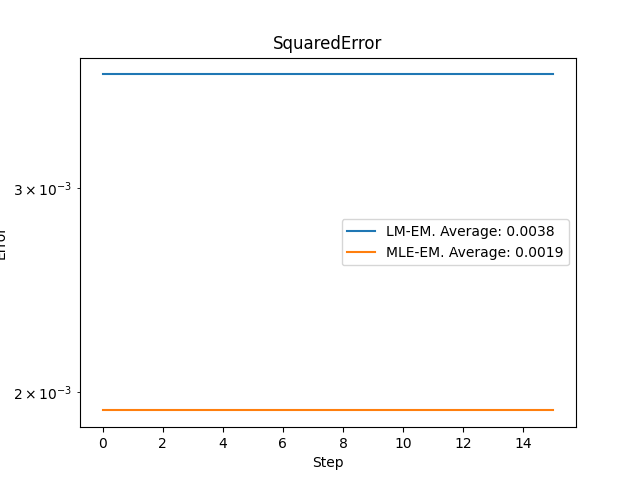 SquaredError
3 × 10⁻³
2 × 10⁻³
Error
LM-EM. Average: 0.0038
MLE-EM. Average: 0.0019
0 2 4 6 8 10 12 14
Step